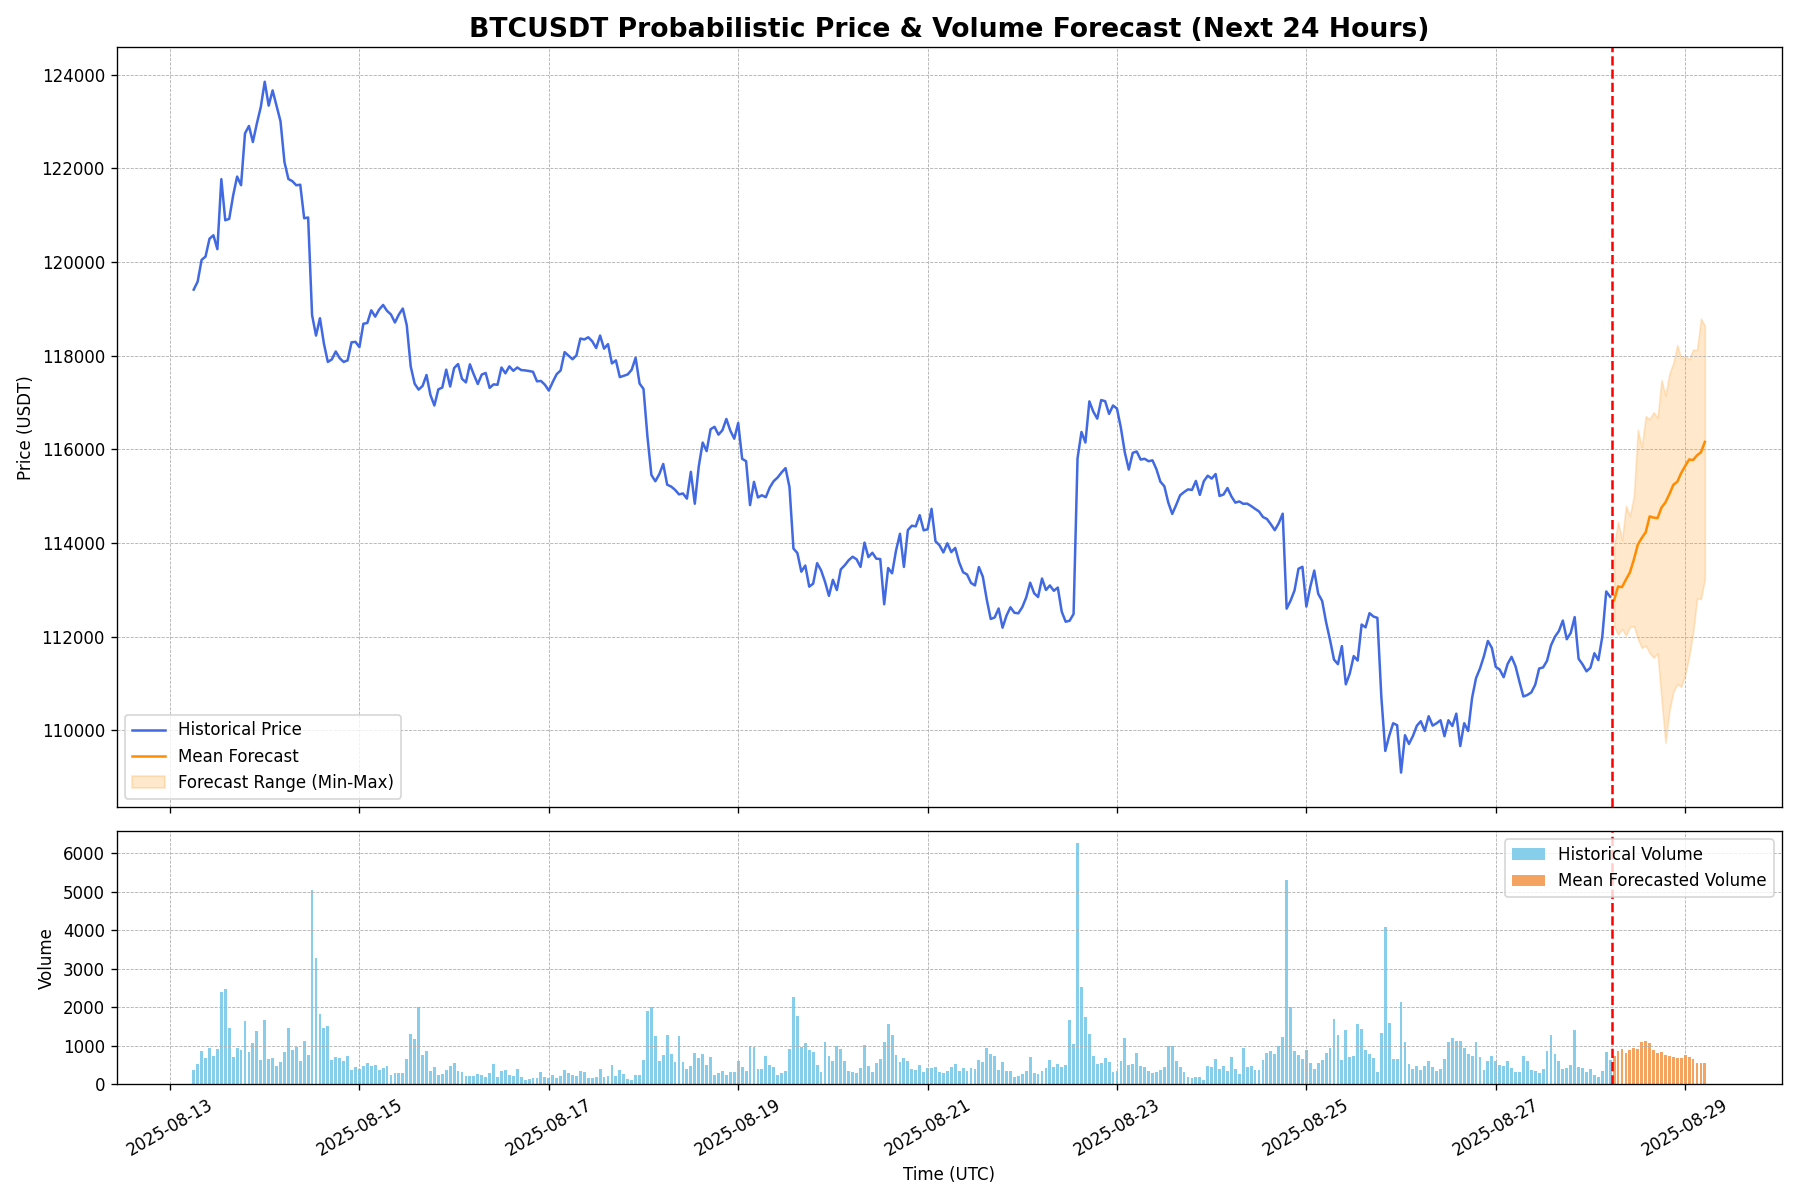 BTCUSDT Probabilistic Price & Volume Forecast (Next 24 Hours)
Price (USDT)
124000
122000
120000
118000
116000
114000
112000
110000
Historical Price
Mean Forecast
Forecast Range (Min-Max)
Volume
6000
5000
4000
3000
2000
1000
0
Historical Volume
Mean Forecasted Volume
2025-08-13
2025-08-15
2025-08-17
2025-08-19
2025-08-21
2025-08-23
2025-08-25
2025-08-27
2025-08-29
Time (UTC)